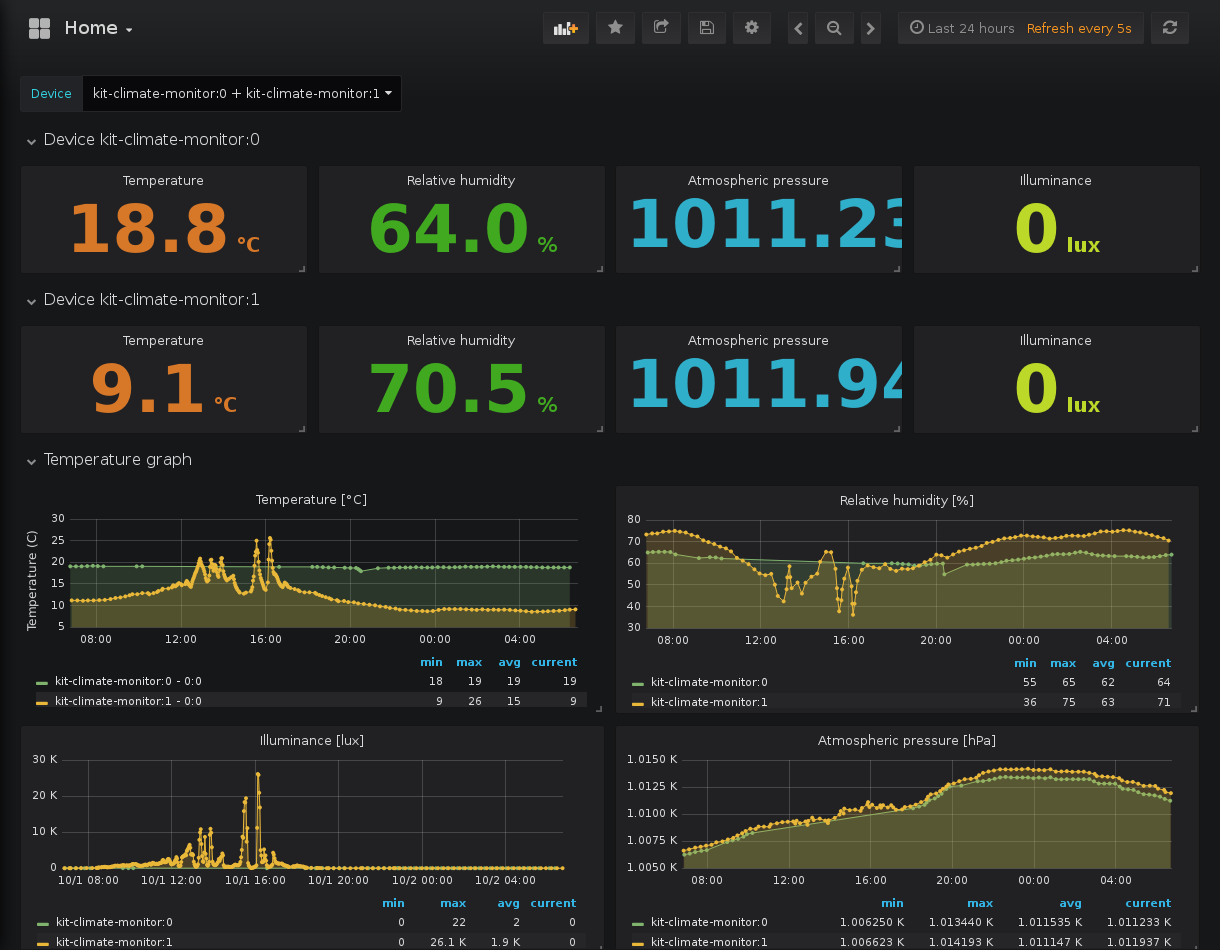 Home
Last 24 hours Refresh every 5s
Device kit-climate-monitor:0 + kit-climate-monitor:1
Device kit-climate-monitor:0
Temperature Relative humidity Atmospheric pressure Illuminance
18.8 °C 64.0 % 1011.23 0 lux
Device kit-climate-monitor:1
Temperature Relative humidity Atmospheric pressure Illuminance
9.1 °C 70.5 % 1011.94 0 lux
Temperature graph
Temperature [°C]
Temperature (C)
30
25
20
15
10
5
08:00 12:00 16:00 20:00 00:00 04:00
min max avg current
kit-climate-monitor:0 - 0:0 18 19 19 19
kit-climate-monitor:1 - 0:0 9 26 15 9
Relative humidity [%]
80
70
60
50
40
30
08:00 12:00 16:00 20:00 00:00 04:00
min max avg current
kit-climate-monitor:0 55 65 62 64
kit-climate-monitor:1 36 75 63 71
Illuminance [lux]
30 K
20 K
10 K
0
10/1 08:00 10/1 12:00 10/1 16:00 10/1 20:00 10/2 00:00 10/2 04:00
min max avg current
kit-climate-monitor:0 0 22 2 0
kit-climate-monitor:1 0 26.1 K 1.9 K 0
Atmospheric pressure [hPa]
1.0150 K
1.0125 K
1.0100 K
1.0075 K
1.0050 K
08:00 12:00 16:00 20:00 00:00 04:00
min max avg current
kit-climate-monitor:0 1.006250 K 1.013440 K 1.011535 K 1.011233 K
kit-climate-monitor:1 1.006623 K 1.014193 K 1.011147 K 1.011937 K